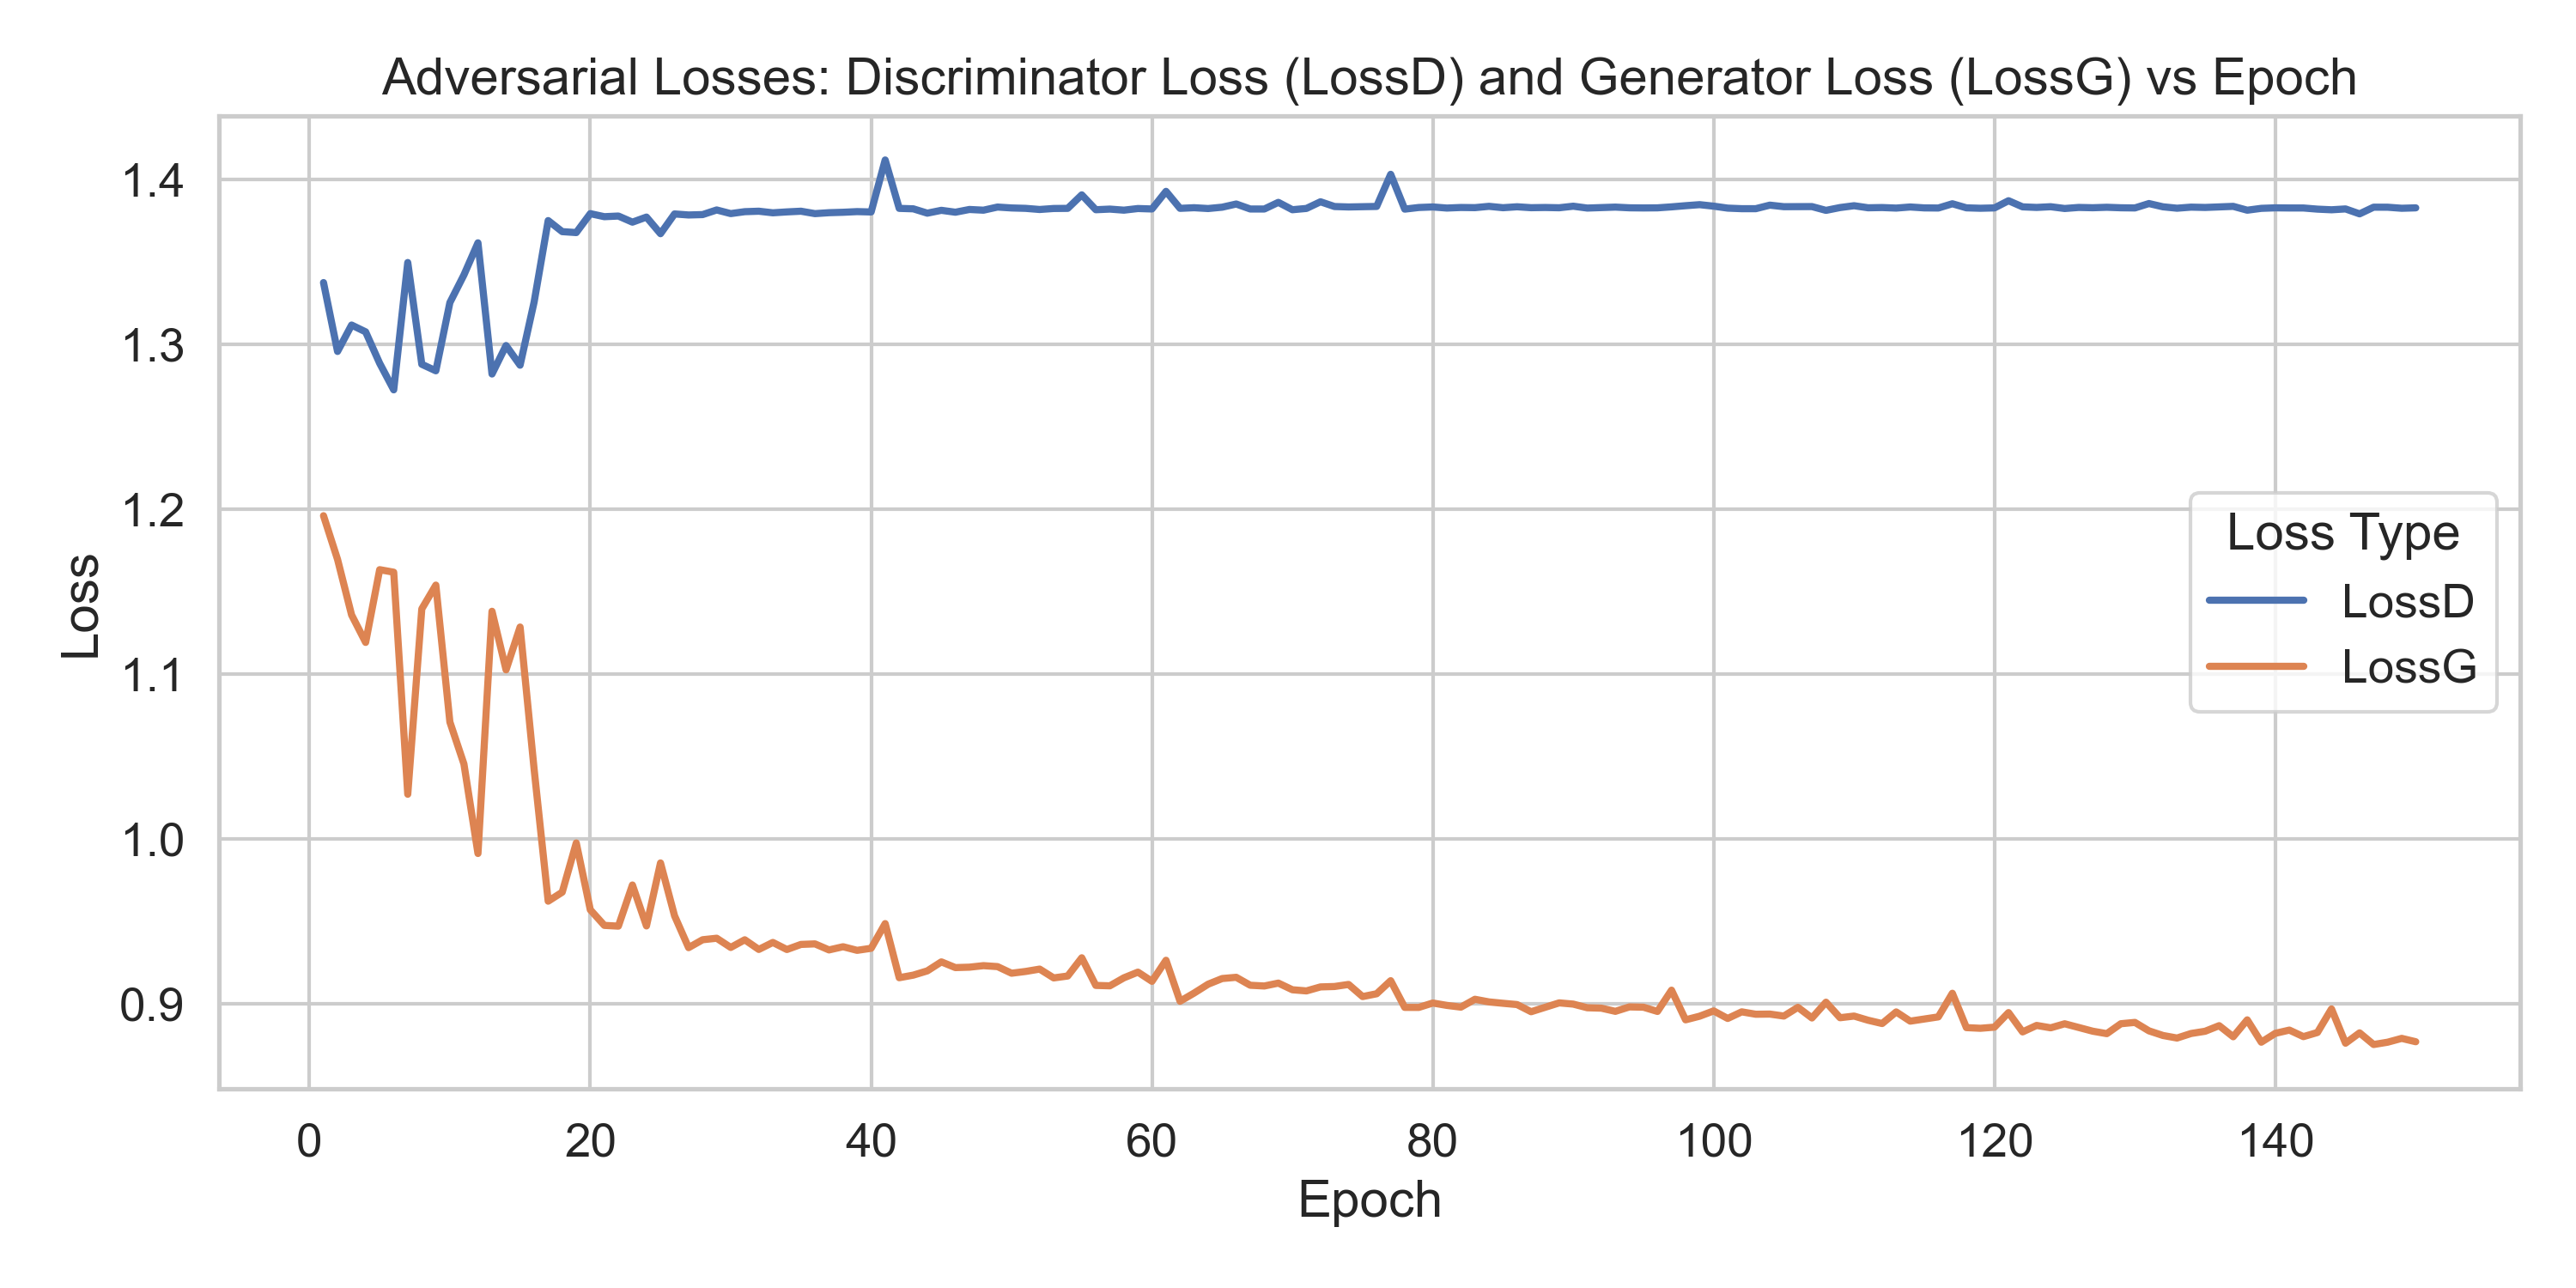 Adversarial Losses: Discriminator Loss (LossD) and Generator Loss (LossG) vs Epoch
Loss
1.4
1.3
1.2
1.1
1.0
0.9
Loss Type
LossD
LossG
0 20 40 60 80 100 120 140
Epoch